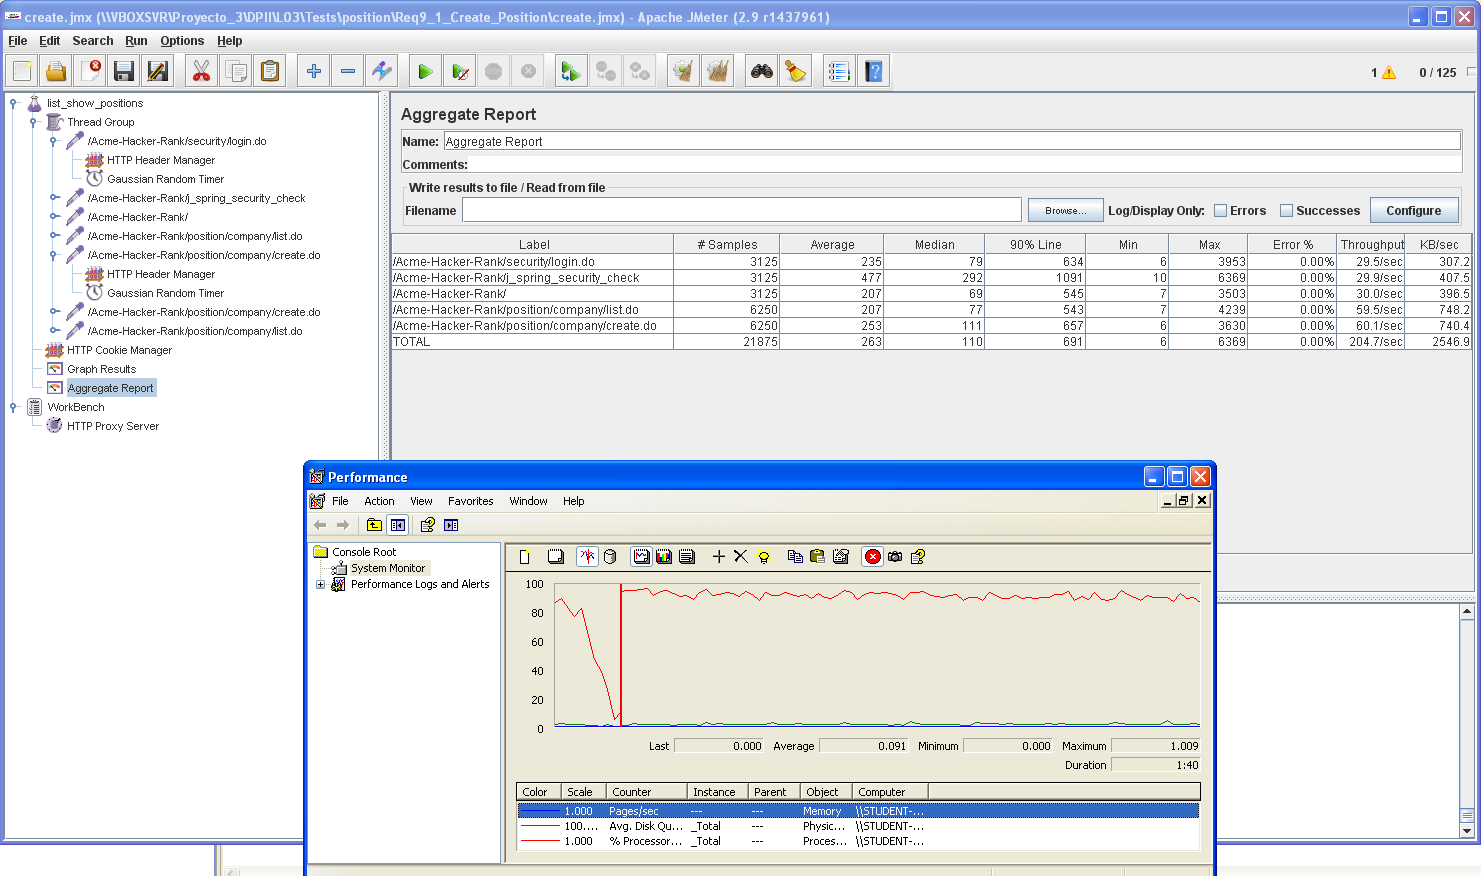 create.jmx (\\VBOXSVR\Proyecto_3\DPII\L03\Tests\position\Req9_1_Create_Position\create.jmx) - Apache JMeter (2.9 r1437961)
File Edit Search Run Options Help
1 0 / 125
list_show_positions
Thread Group
/Acme-Hacker-Rank/security/login.do
HTTP Header Manager
Gaussian Random Timer
/Acme-Hacker-Rank/j_spring_security_check
/Acme-Hacker-Rank/
/Acme-Hacker-Rank/position/company/list.do
/Acme-Hacker-Rank/position/company/create.do
HTTP Header Manager
Gaussian Random Timer
/Acme-Hacker-Rank/position/company/create.do
/Acme-Hacker-Rank/position/company/list.do
HTTP Cookie Manager
Graph Results
Aggregate Report
WorkBench
HTTP Proxy Server
Aggregate Report
Name: Aggregate Report
Comments:
Write results to file / Read from file
Filename Browse... Log/Display Only: Errors Successes Configure
Label # Samples Average Median 90% Line Min Max Error % Throughput KB/sec
/Acme-Hacker-Rank/security/login.do 3125 235 79 634 6 3953 0.00% 29.5/sec 307.2
/Acme-Hacker-Rank/j_spring_security_check 3125 477 292 1091 10 6369 0.00% 29.9/sec 407.5
/Acme-Hacker-Rank/ 3125 207 69 545 7 3503 0.00% 30.0/sec 396.5
/Acme-Hacker-Rank/position/company/list.do 6250 207 77 543 7 4239 0.00% 59.5/sec 748.2
/Acme-Hacker-Rank/position/company/create.do 6250 253 111 657 6 3630 0.00% 60.1/sec 740.4
TOTAL 21875 263 110 691 6 6369 0.00% 204.7/sec 2546.9
Performance
File Action View Favorites Window Help
Console Root
System Monitor
Performance Logs and Alerts
100
80
60
40
20
0
Last 0.000 Average 0.091 Minimum 0.000 Maximum 1.009
Duration 1:40
Color Scale Counter Instance Parent Object Computer
1.000 Pages/sec --- --- Memory \\STUDENT-...
100.... Avg. Disk Qu... _Total --- Physic... \\STUDENT-...
1.000 % Processor... _Total --- Proces... \\STUDENT-...